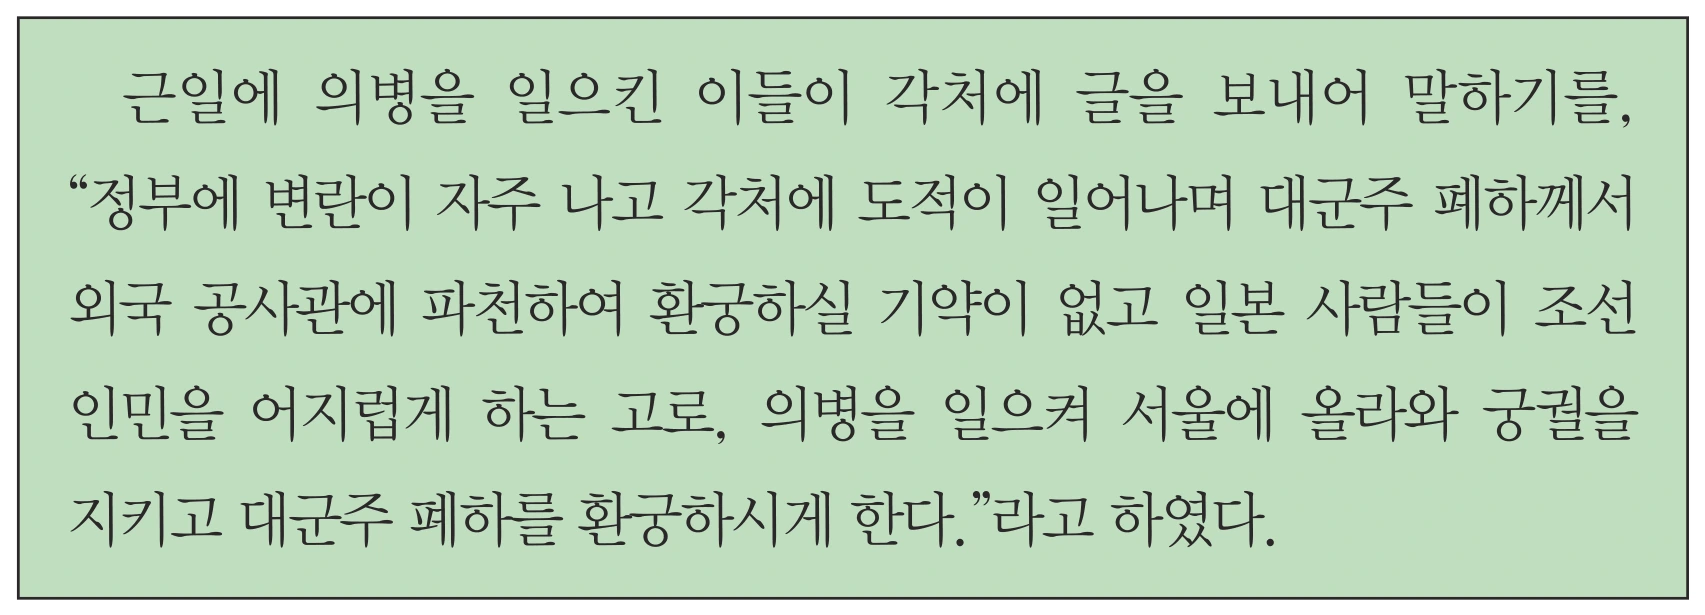 근일에 의병을 일으킨 이들이 각처에 글을 보내어 말하기를,
“정부에 변란이 자주 나고 각처에 도적이 일어나며 대군주 폐하께서
외국 공사관에 파천하여 환궁하실 기약이 없고 일본 사람들이 조선
인민을 어지럽게 하는 고로, 의병을 일으켜 서울에 올라와 궁궐을
지키고 대군주 폐하를 환궁하시게 한다.”라고 하였다.